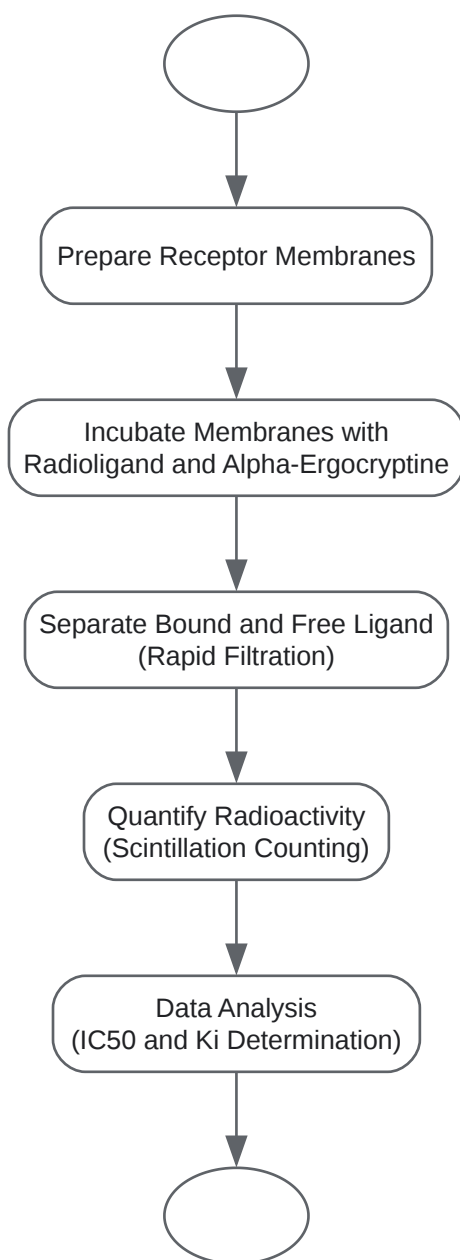 Prepare Receptor Membranes
Incubate Membranes with
Radioligand and Alpha-Ergocryptine
Separate Bound and Free Ligand
(Rapid Filtration)
Quantify Radioactivity
(Scintillation Counting)
Data Analysis
(IC50 and Ki Determination)